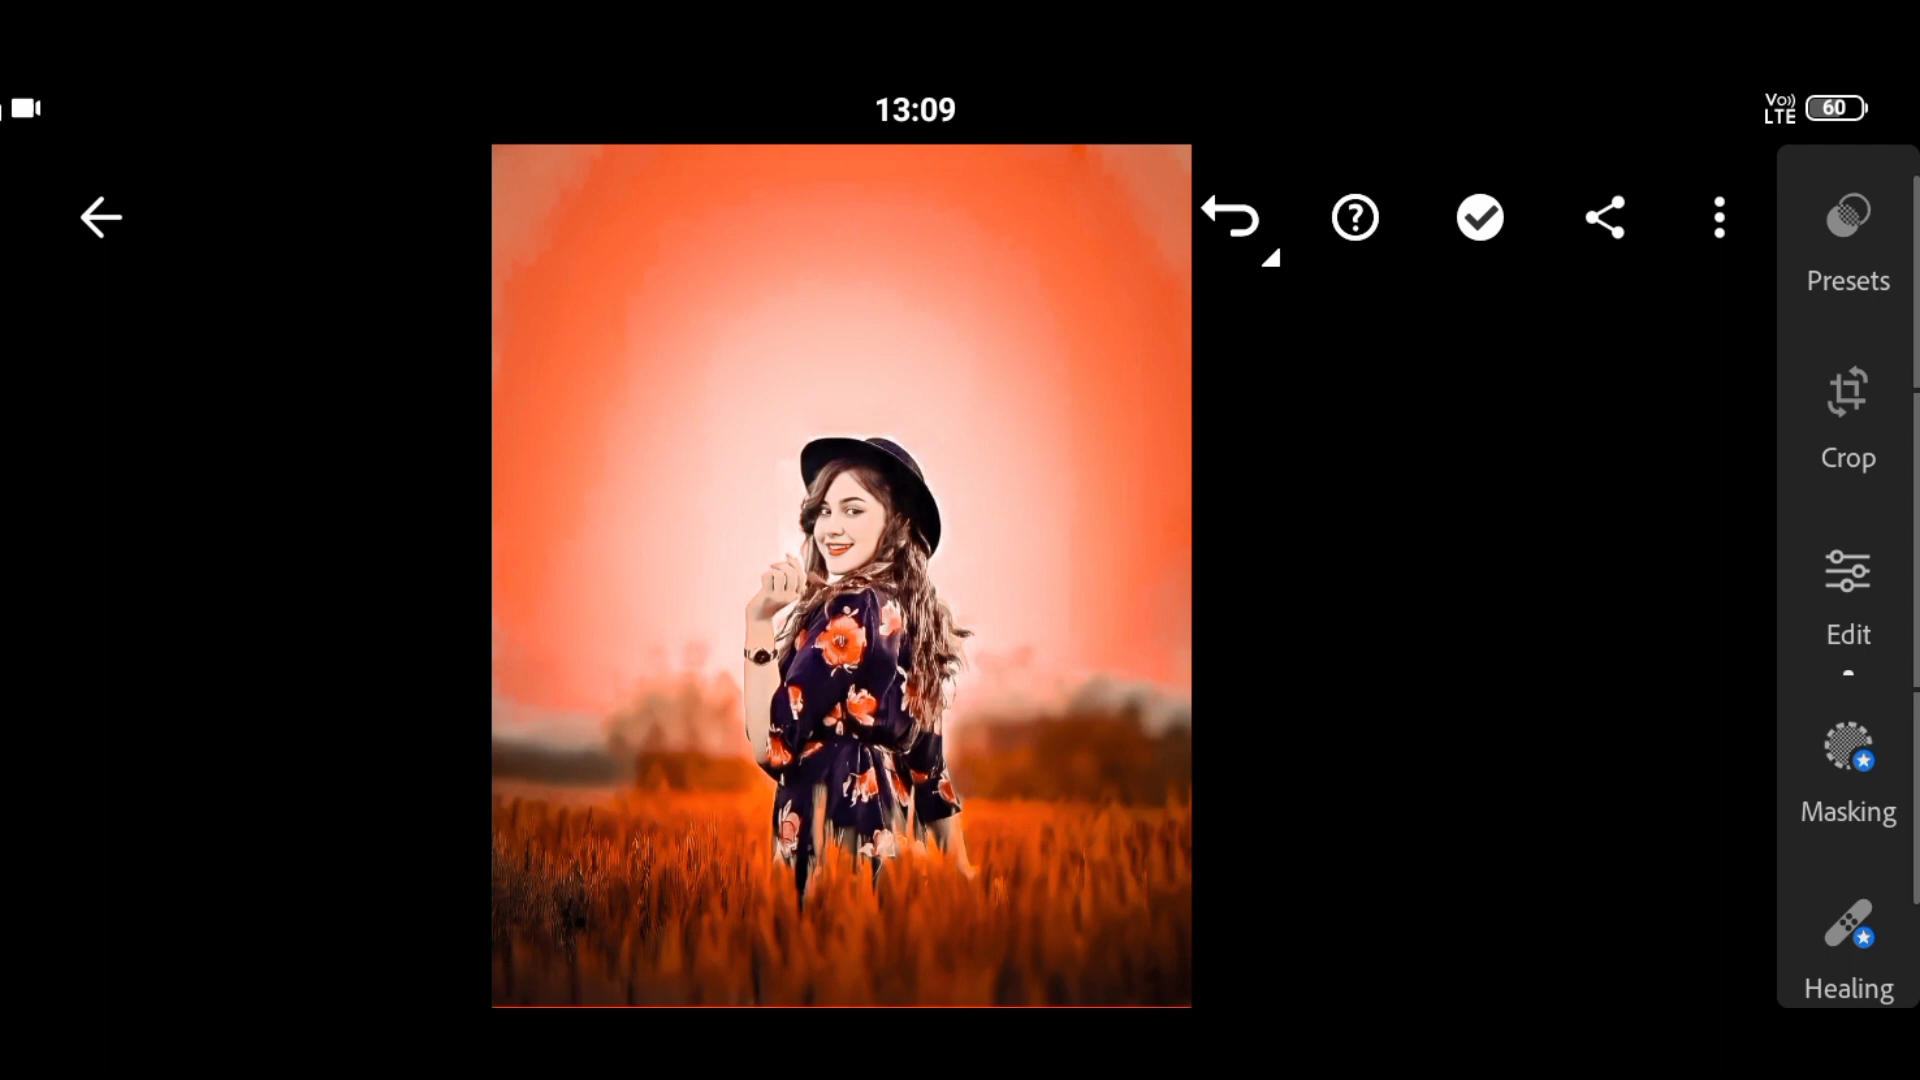 13:09
Vo))
LTE
60
Presets
Crop
Edit
Masking
Healing